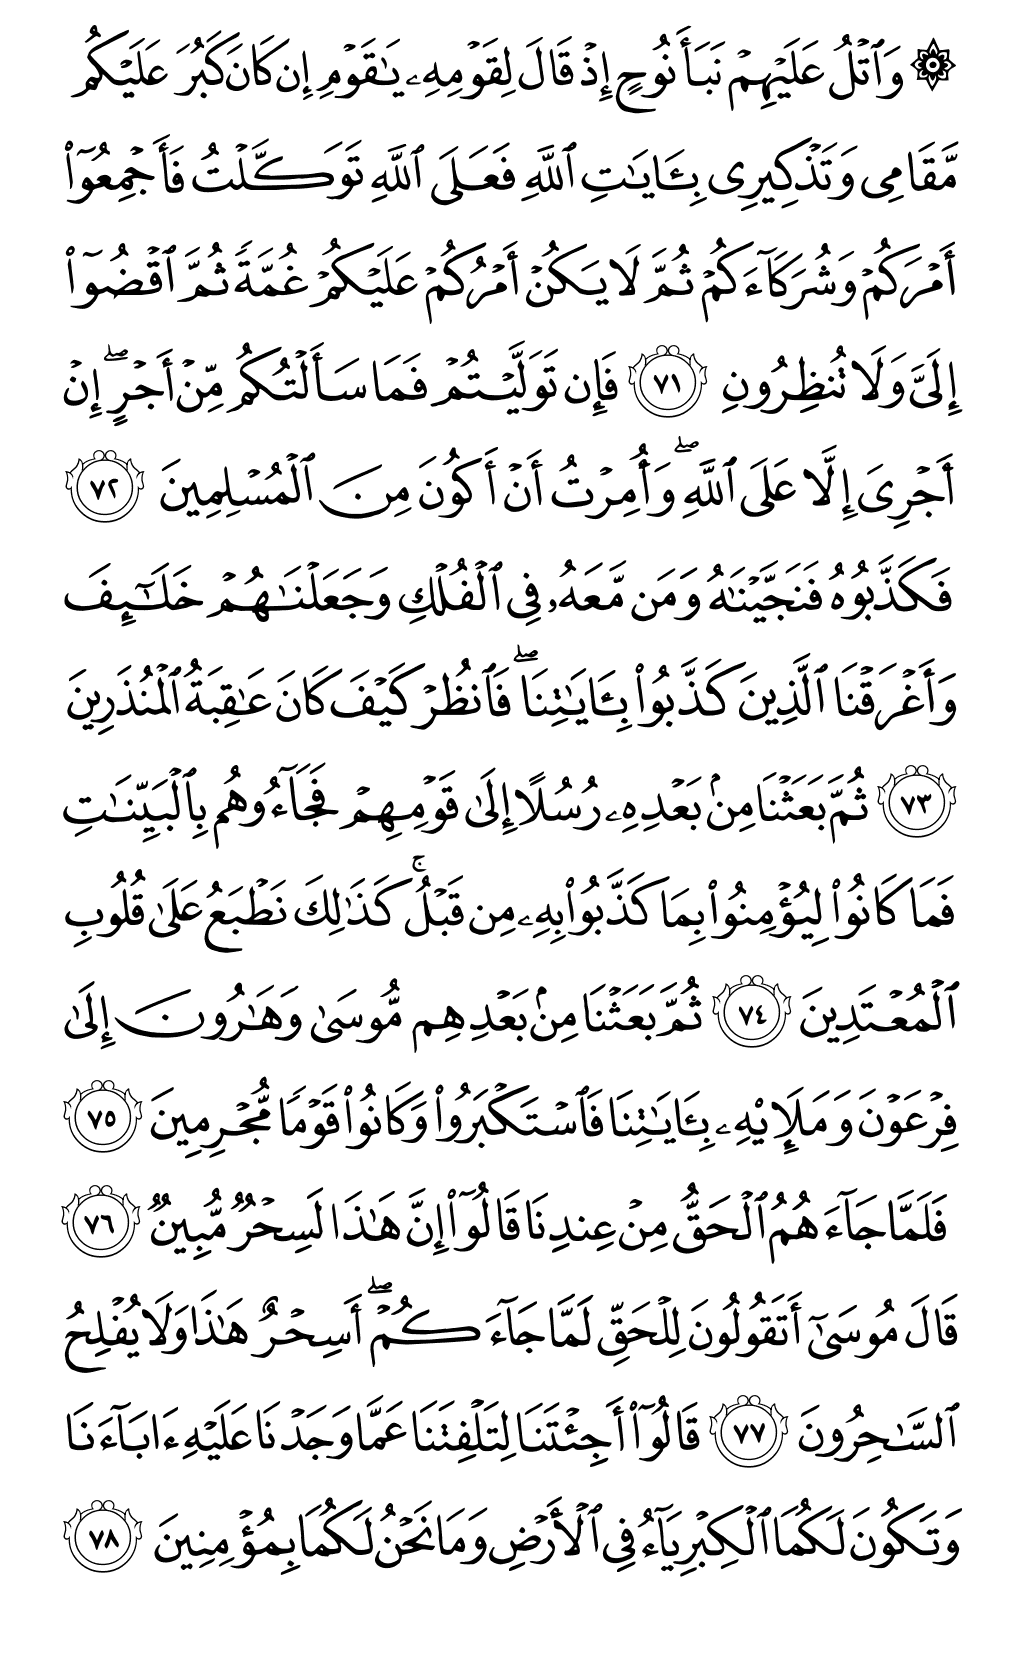 ۞ وَٱتْلُ عَلَيْهِمْ نَبَأَ نُوحٍ إِذْ قَالَ لِقَوْمِهِۦ يَٰقَوْمِ إِن كَانَ كَبُرَ عَلَيْكُم
مَّقَامِى وَتَذْكِيرِى بِـَٔايَٰتِ ٱللَّهِ فَعَلَى ٱللَّهِ تَوَكَّلْتُ فَأَجْمِعُوٓا۟
أَمْرَكُمْ وَشُرَكَآءَكُمْ ثُمَّ لَا يَكُنْ أَمْرُكُمْ عَلَيْكُمْ غُمَّةً ثُمَّ ٱقْضُوٓا۟
إِلَىَّ وَلَا تُنظِرُونِ ٧١ فَإِن تَوَلَّيْتُمْ فَمَا سَأَلْتُكُم مِّنْ أَجْرٍ ۖ إِنْ
أَجْرِىَ إِلَّا عَلَى ٱللَّهِ ۖ وَأُمِرْتُ أَنْ أَكُونَ مِنَ ٱلْمُسْلِمِينَ ٧٢
فَكَذَّبُوهُ فَنَجَّيْنَٰهُ وَمَن مَّعَهُۥ فِى ٱلْفُلْكِ وَجَعَلْنَٰهُمْ خَلَٰٓئِفَ
وَأَغْرَقْنَا ٱلَّذِينَ كَذَّبُوا۟ بِـَٔايَٰتِنَا ۖ فَٱنظُرْ كَيْفَ كَانَ عَٰقِبَةُ ٱلْمُنذَرِينَ
٧٣ ثُمَّ بَعَثْنَا مِنۢ بَعْدِهِۦ رُسُلًا إِلَىٰ قَوْمِهِمْ فَجَآءُوهُم بِٱلْبَيِّنَٰتِ
فَمَا كَانُوا۟ لِيُؤْمِنُوا۟ بِمَا كَذَّبُوا۟ بِهِۦ مِن قَبْلُ ۚ كَذَٰلِكَ نَطْبَعُ عَلَىٰ قُلُوبِ
ٱلْمُعْتَدِينَ ٧٤ ثُمَّ بَعَثْنَا مِنۢ بَعْدِهِم مُّوسَىٰ وَهَٰرُونَ إِلَىٰ
فِرْعَوْنَ وَمَلَإِي۟هِۦ بِـَٔايَٰتِنَا فَٱسْتَكْبَرُوا۟ وَكَانُوا۟ قَوْمًا مُّجْرِمِينَ ٧٥
فَلَمَّا جَآءَهُمُ ٱلْحَقُّ مِنْ عِندِنَا قَالُوٓا۟ إِنَّ هَٰذَا لَسِحْرٌ مُّبِينٌ ٧٦
قَالَ مُوسَىٰٓ أَتَقُولُونَ لِلْحَقِّ لَمَّا جَآءَكُمْ ۖ أَسِحْرٌ هَٰذَا وَلَا يُفْلِحُ
ٱلسَّٰحِرُونَ ٧٧ قَالُوٓا۟ أَجِئْتَنَا لِتَلْفِتَنَا عَمَّا وَجَدْنَا عَلَيْهِ ءَابَآءَنَا
وَتَكُونَ لَكُمَا ٱلْكِبْرِيَآءُ فِى ٱلْأَرْضِ وَمَا نَحْنُ لَكُمَا بِمُؤْمِنِينَ ٧٨